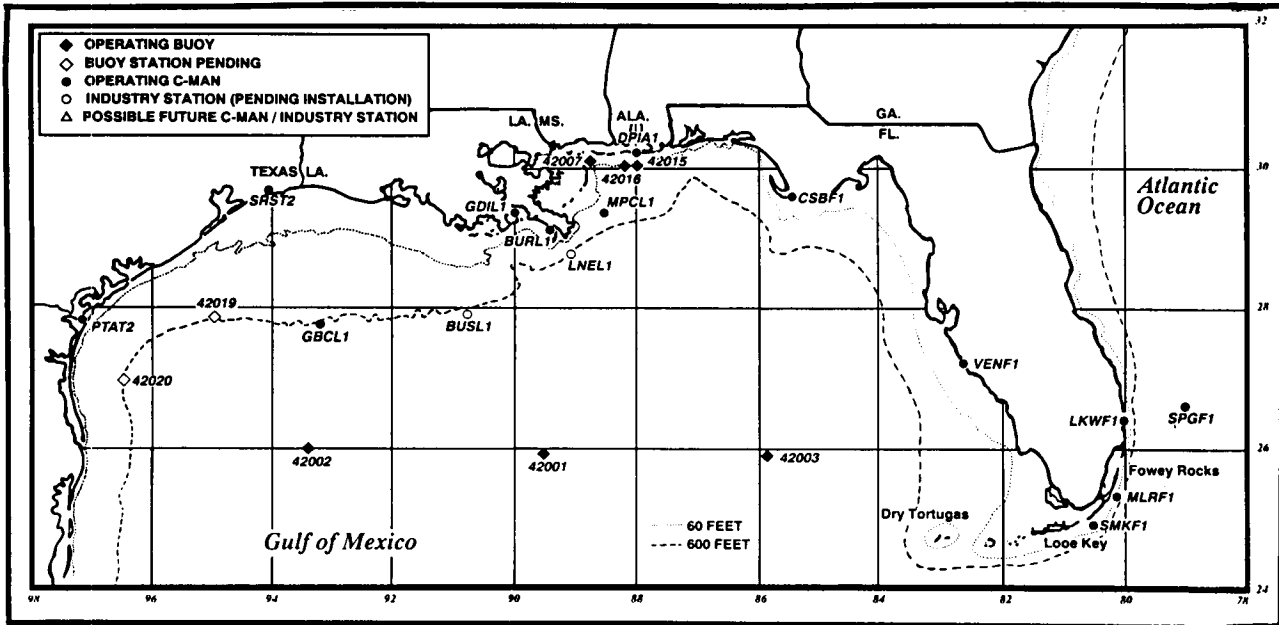 32
OPERATING BUOY
BUOY STATION PENDING
OPERATING C-MAN
INDUSTRY STATION (PENDING INSTALLATION)
POSSIBLE FUTURE C-MAN / INDUSTRY STATION
LA. MS. ALA. GA.
FL.
DPIA1
42007 42015
42016
30
TEXAS LA.
SRST2
GDIL1
MPCL1
CSBF1
Atlantic
Ocean
BURL1
LNEL1
28
42019
PTAT2
GBCL1
BUSL1
42020
VENF1
LKWF1
SPGF1
42002
42001
42003
26
Fowey Rocks
MLRF1
Dry Tortugas
SMKF1
Looe Key
Gulf of Mexico
60 FEET
600 FEET
24
98 96 94 92 90 88 86 84 82 80 78